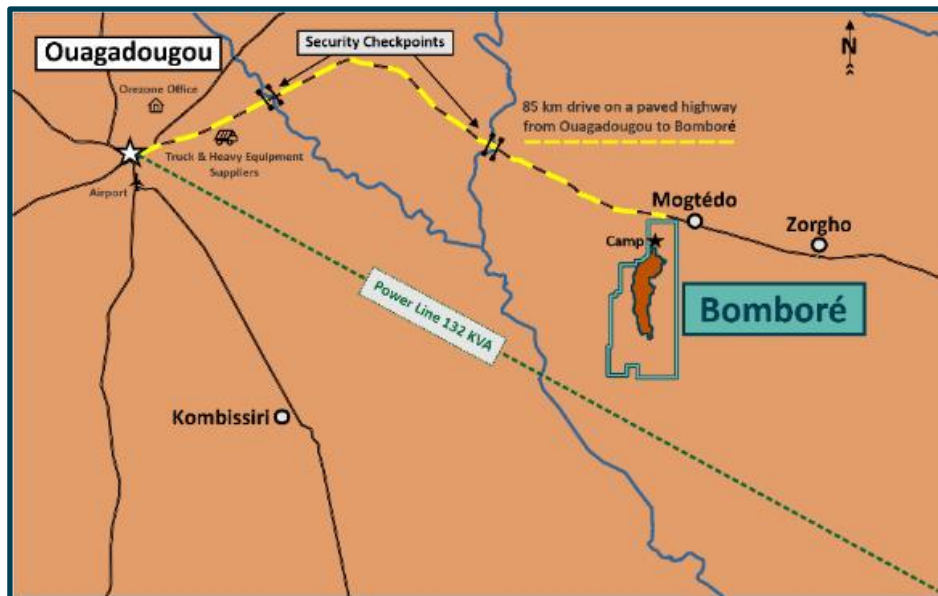 Ouagadougou
Security Checkpoints
N
Orezone Office
85 km drive on a paved highway
from Ouagadougou to Bomboré
Truck & Heavy Equipment
Suppliers
Airport
Mogtédo
Zorgho
Camp
Bomboré
Power Line 132 KVA
Kombissiri